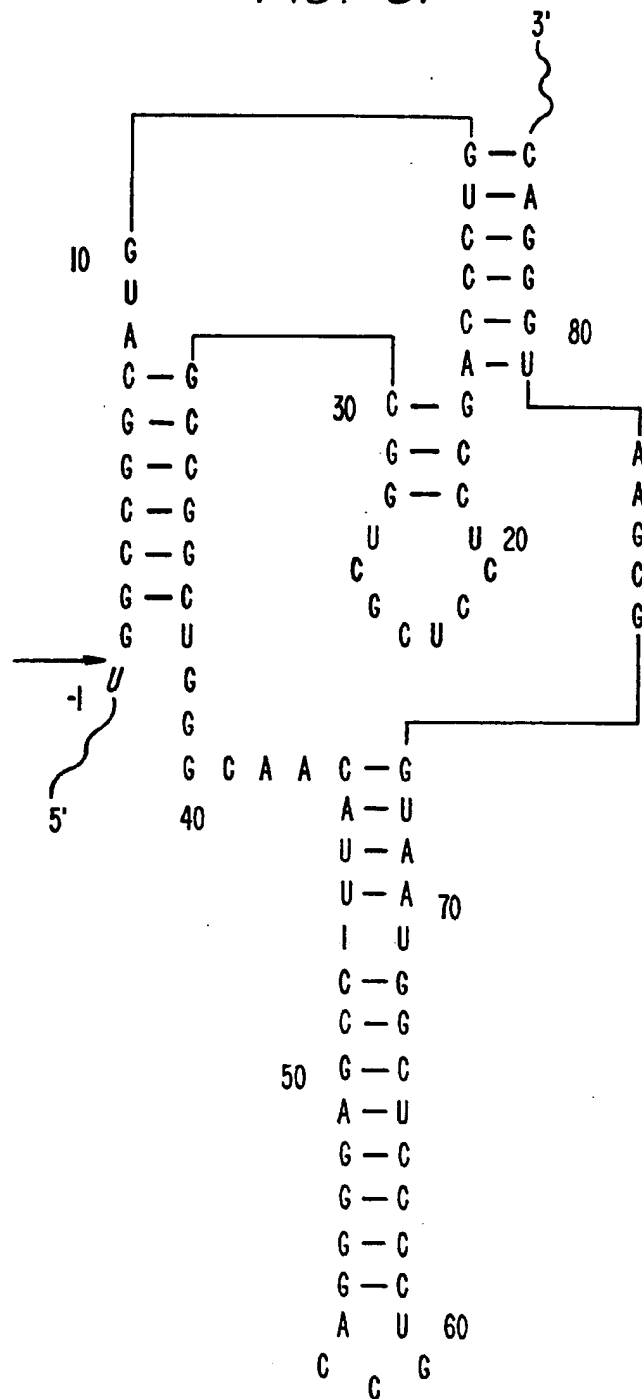 3'
G — C
U — A
C — G
10 G C — G
U C — G 80
A A — U
C — G 30 C — G
G — C G — C A
G — C G — C A
C — G U U 20 G
C — G C C C
G — C G C G
G U C U
U G
-1 G
5' G C A A C — G
40 A — U
U — A
U — A 70
I U
C — G
C — G
50 G — C
A — U
G — C
G — C
G — C
G — C
A U 60
C G
C